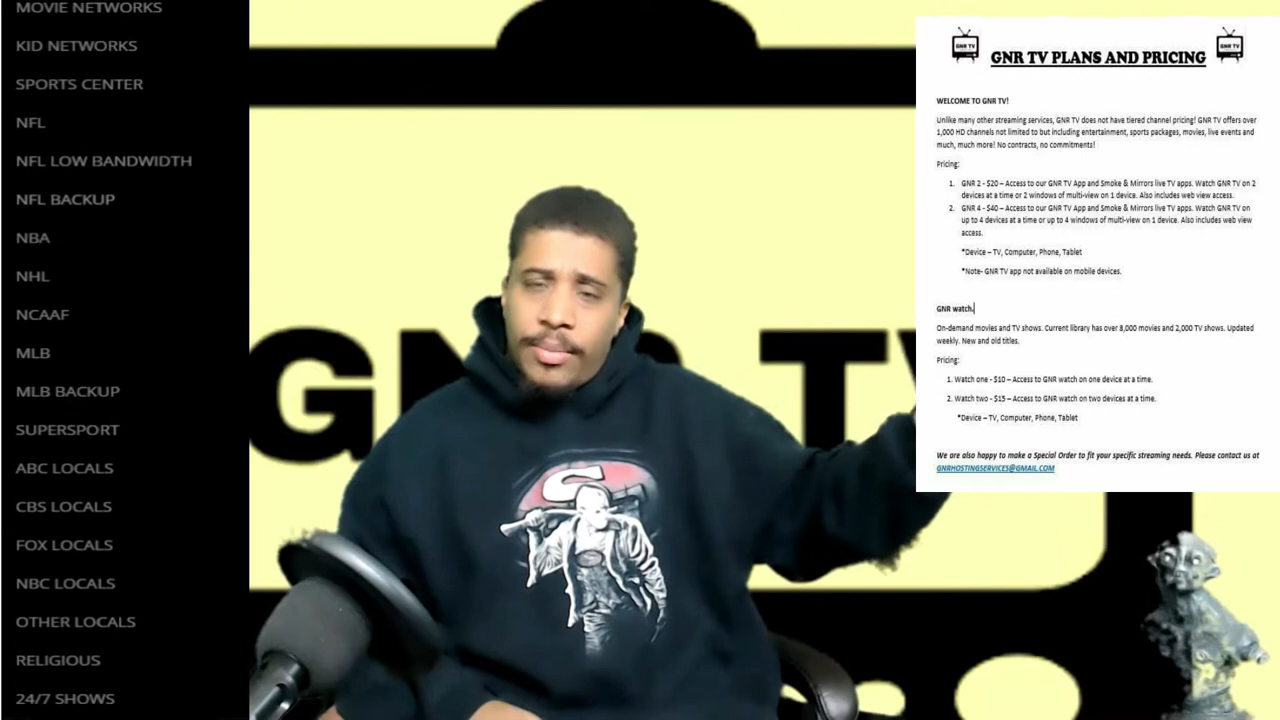 MOVIE NETWORKS
KID NETWORKS
SPORTS CENTER
NFL
NFL LOW BANDWIDTH
NFL BACKUP
NBA
NHL
NCAAF
MLB
MLB BACKUP
SUPERSPORT
ABC LOCALS
CBS LOCALS
FOX LOCALS
NBC LOCALS
OTHER LOCALS
RELIGIOUS
24/7 SHOWS
GNR TV
GNR TV
GNR TV
GNR TV PLANS AND PRICING
WELCOME TO GNR TV!
Unlike many other streaming services, GNR TV does not have tiered channel pricing! GNR TV offers over
1,000 HD channels not limited to but including entertainment, sports packages, movies, live events and
much, much more! No contracts, no commitments!
Pricing:
1. GNR 2 - $20 – Access to our GNR TV App and Smoke & Mirrors live TV apps. Watch GNR TV on 2
devices at a time or 2 windows of multi-view on 1 device. Also includes web view access.
2. GNR 4 - $40 – Access to our GNR TV App and Smoke & Mirrors live TV apps. Watch GNR TV on
up to 4 devices at a time or up to 4 windows of multi-view on 1 device. Also includes web view
access.
*Device – TV, Computer, Phone, Tablet
*Note- GNR TV app not available on mobile devices.
GNR watch.
On-demand movies and TV shows. Current library has over 8,000 movies and 2,000 TV shows. Updated
weekly. New and old titles.
Pricing:
1. Watch one - $10 – Access to GNR watch on one device at a time.
2. Watch two - $15 – Access to GNR watch on two devices at a time.
*Device – TV, Computer, Phone, Tablet
We are also happy to make a Special Order to fit your specific streaming needs. Please contact us at
GNRHOSTINGSERVICES@GMAIL.COM